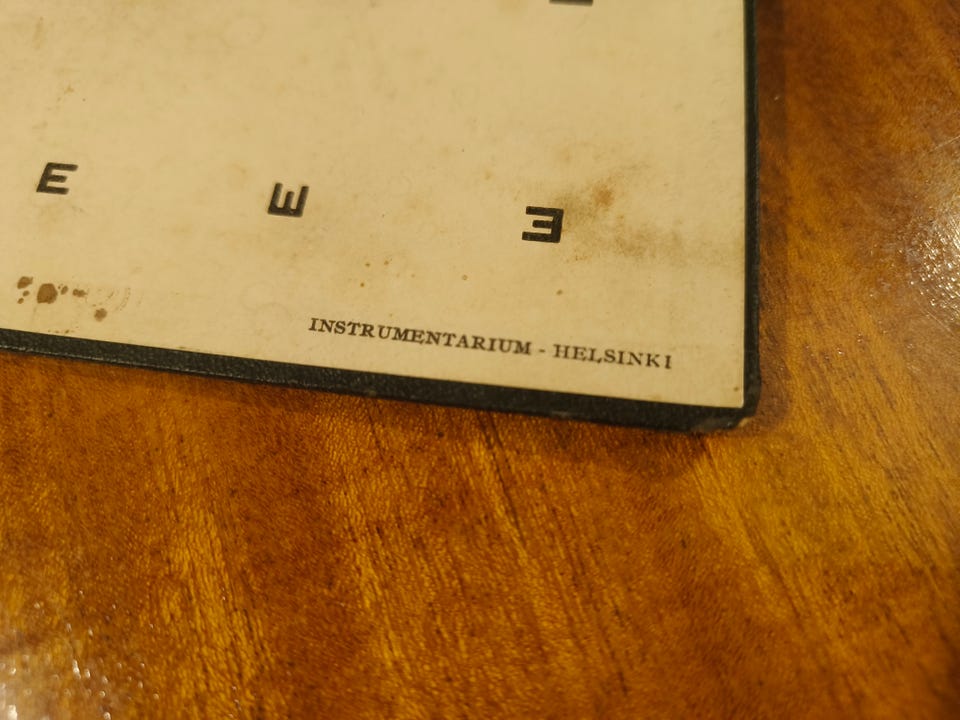 E Ш Ǝ
INSTRUMENTARIUM - HELSINKI